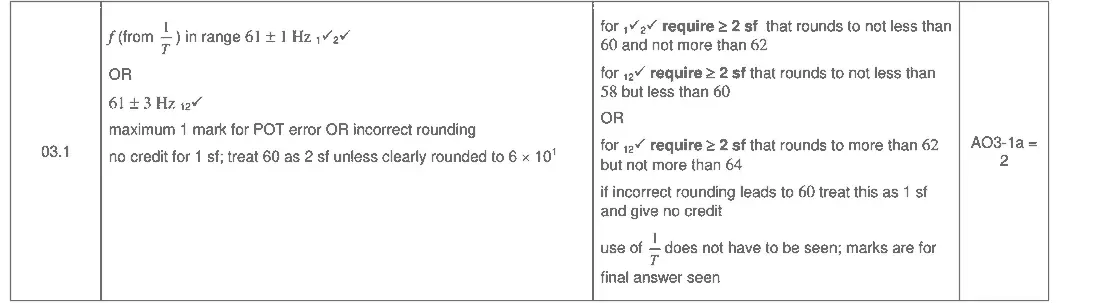 03.1
f (from 1/T) in range 61 ± 1 Hz ₁✓₂✓
OR
61 ± 3 Hz ₁₂✓
maximum 1 mark for POT error OR incorrect rounding
no credit for 1 sf; treat 60 as 2 sf unless clearly rounded to 6 × 10¹
for ₁✓₂✓ require ≥ 2 sf that rounds to not less than
60 and not more than 62
for ₁₂✓ require ≥ 2 sf that rounds to not less than
58 but less than 60
OR
for ₁₂✓ require ≥ 2 sf that rounds to more than 62
but not more than 64
if incorrect rounding leads to 60 treat this as 1 sf
and give no credit
use of 1/T does not have to be seen; marks are for
final answer seen
AO3-1a =
2